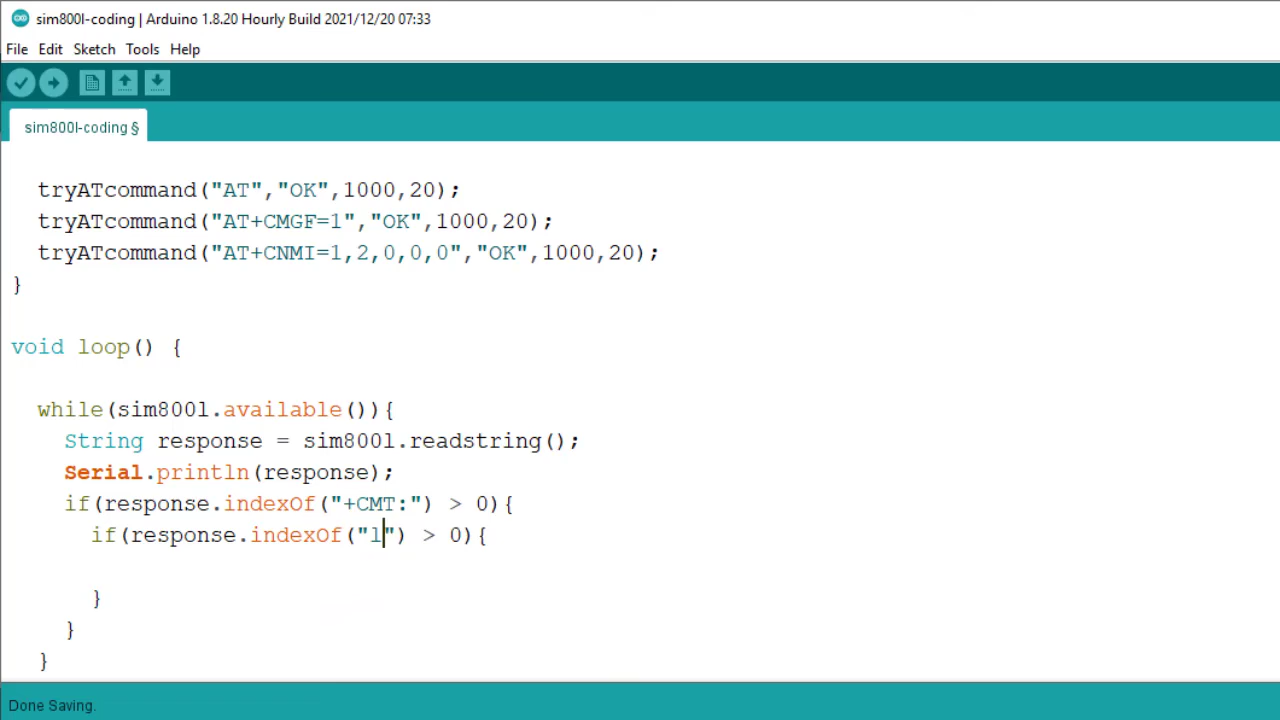 sim800l-coding | Arduino 1.8.20 Hourly Build 2021/12/20 07:33
File Edit Sketch Tools Help
sim800l-coding §
tryATcommand("AT","OK",1000,20);
tryATcommand("AT+CMGF=1","OK",1000,20);
tryATcommand("AT+CNMI=1,2,0,0,0","OK",1000,20);
}
void loop() {
while(sim800l.available()){
String response = sim800l.readstring();
Serial.println(response);
if(response.indexOf("+CMT:") > 0){
if(response.indexOf("l") > 0){
}
}
}
Done Saving.